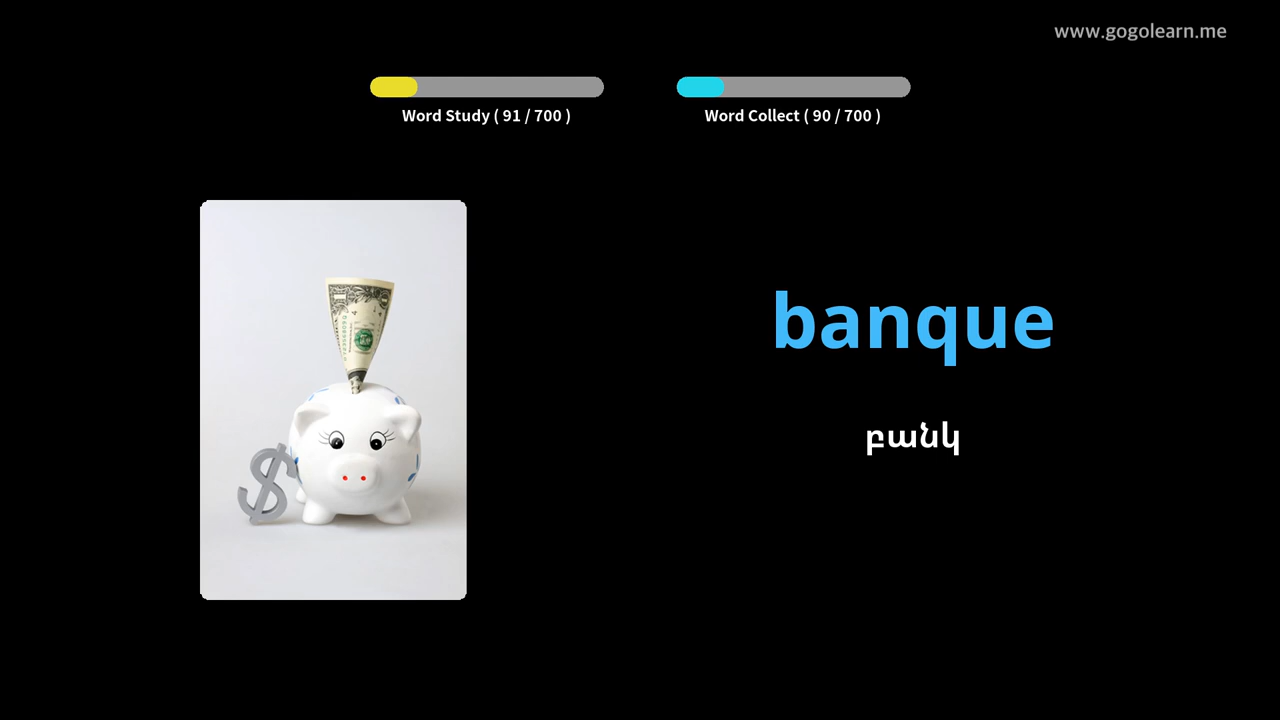 www.gogolearn.me
Word Study ( 91 / 700 )
Word Collect ( 90 / 700 )
banque
բանկ
$